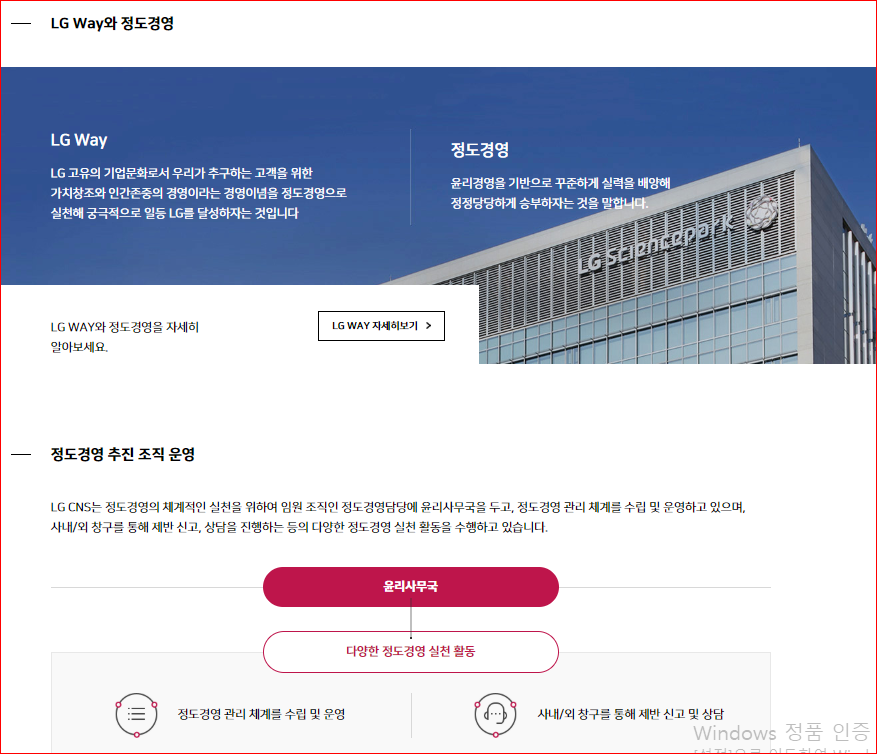 LG Way와 정도경영
LG Way
LG 고유의 기업문화로서 우리가 추구하는 고객을 위한
가치창조와 인간존중의 경영이라는 경영이념을 정도경영으로
실천해 궁극적으로 일등 LG를 달성하자는 것입니다
정도경영
윤리경영을 기반으로 꾸준하게 실력을 배양해
정정당당하게 승부하자는 것을 말합니다.
LG Sciencepark
LG WAY와 정도경영을 자세히
알아보세요.
LG WAY 자세히보기 >
정도경영 추진 조직 운영
LG CNS는 정도경영의 체계적인 실천을 위하여 임원 조직인 정도경영담당에 윤리사무국을 두고, 정도경영 관리 체계를 수립 및 운영하고 있으며,
사내/외 창구를 통해 제반 신고, 상담을 진행하는 등의 다양한 정도경영 실천 활동을 수행하고 있습니다.
윤리사무국
다양한 정도경영 실천 활동
정도경영 관리 체계를 수립 및 운영
사내/외 창구를 통해 제반 신고 및 상담
Windows 정품 인증